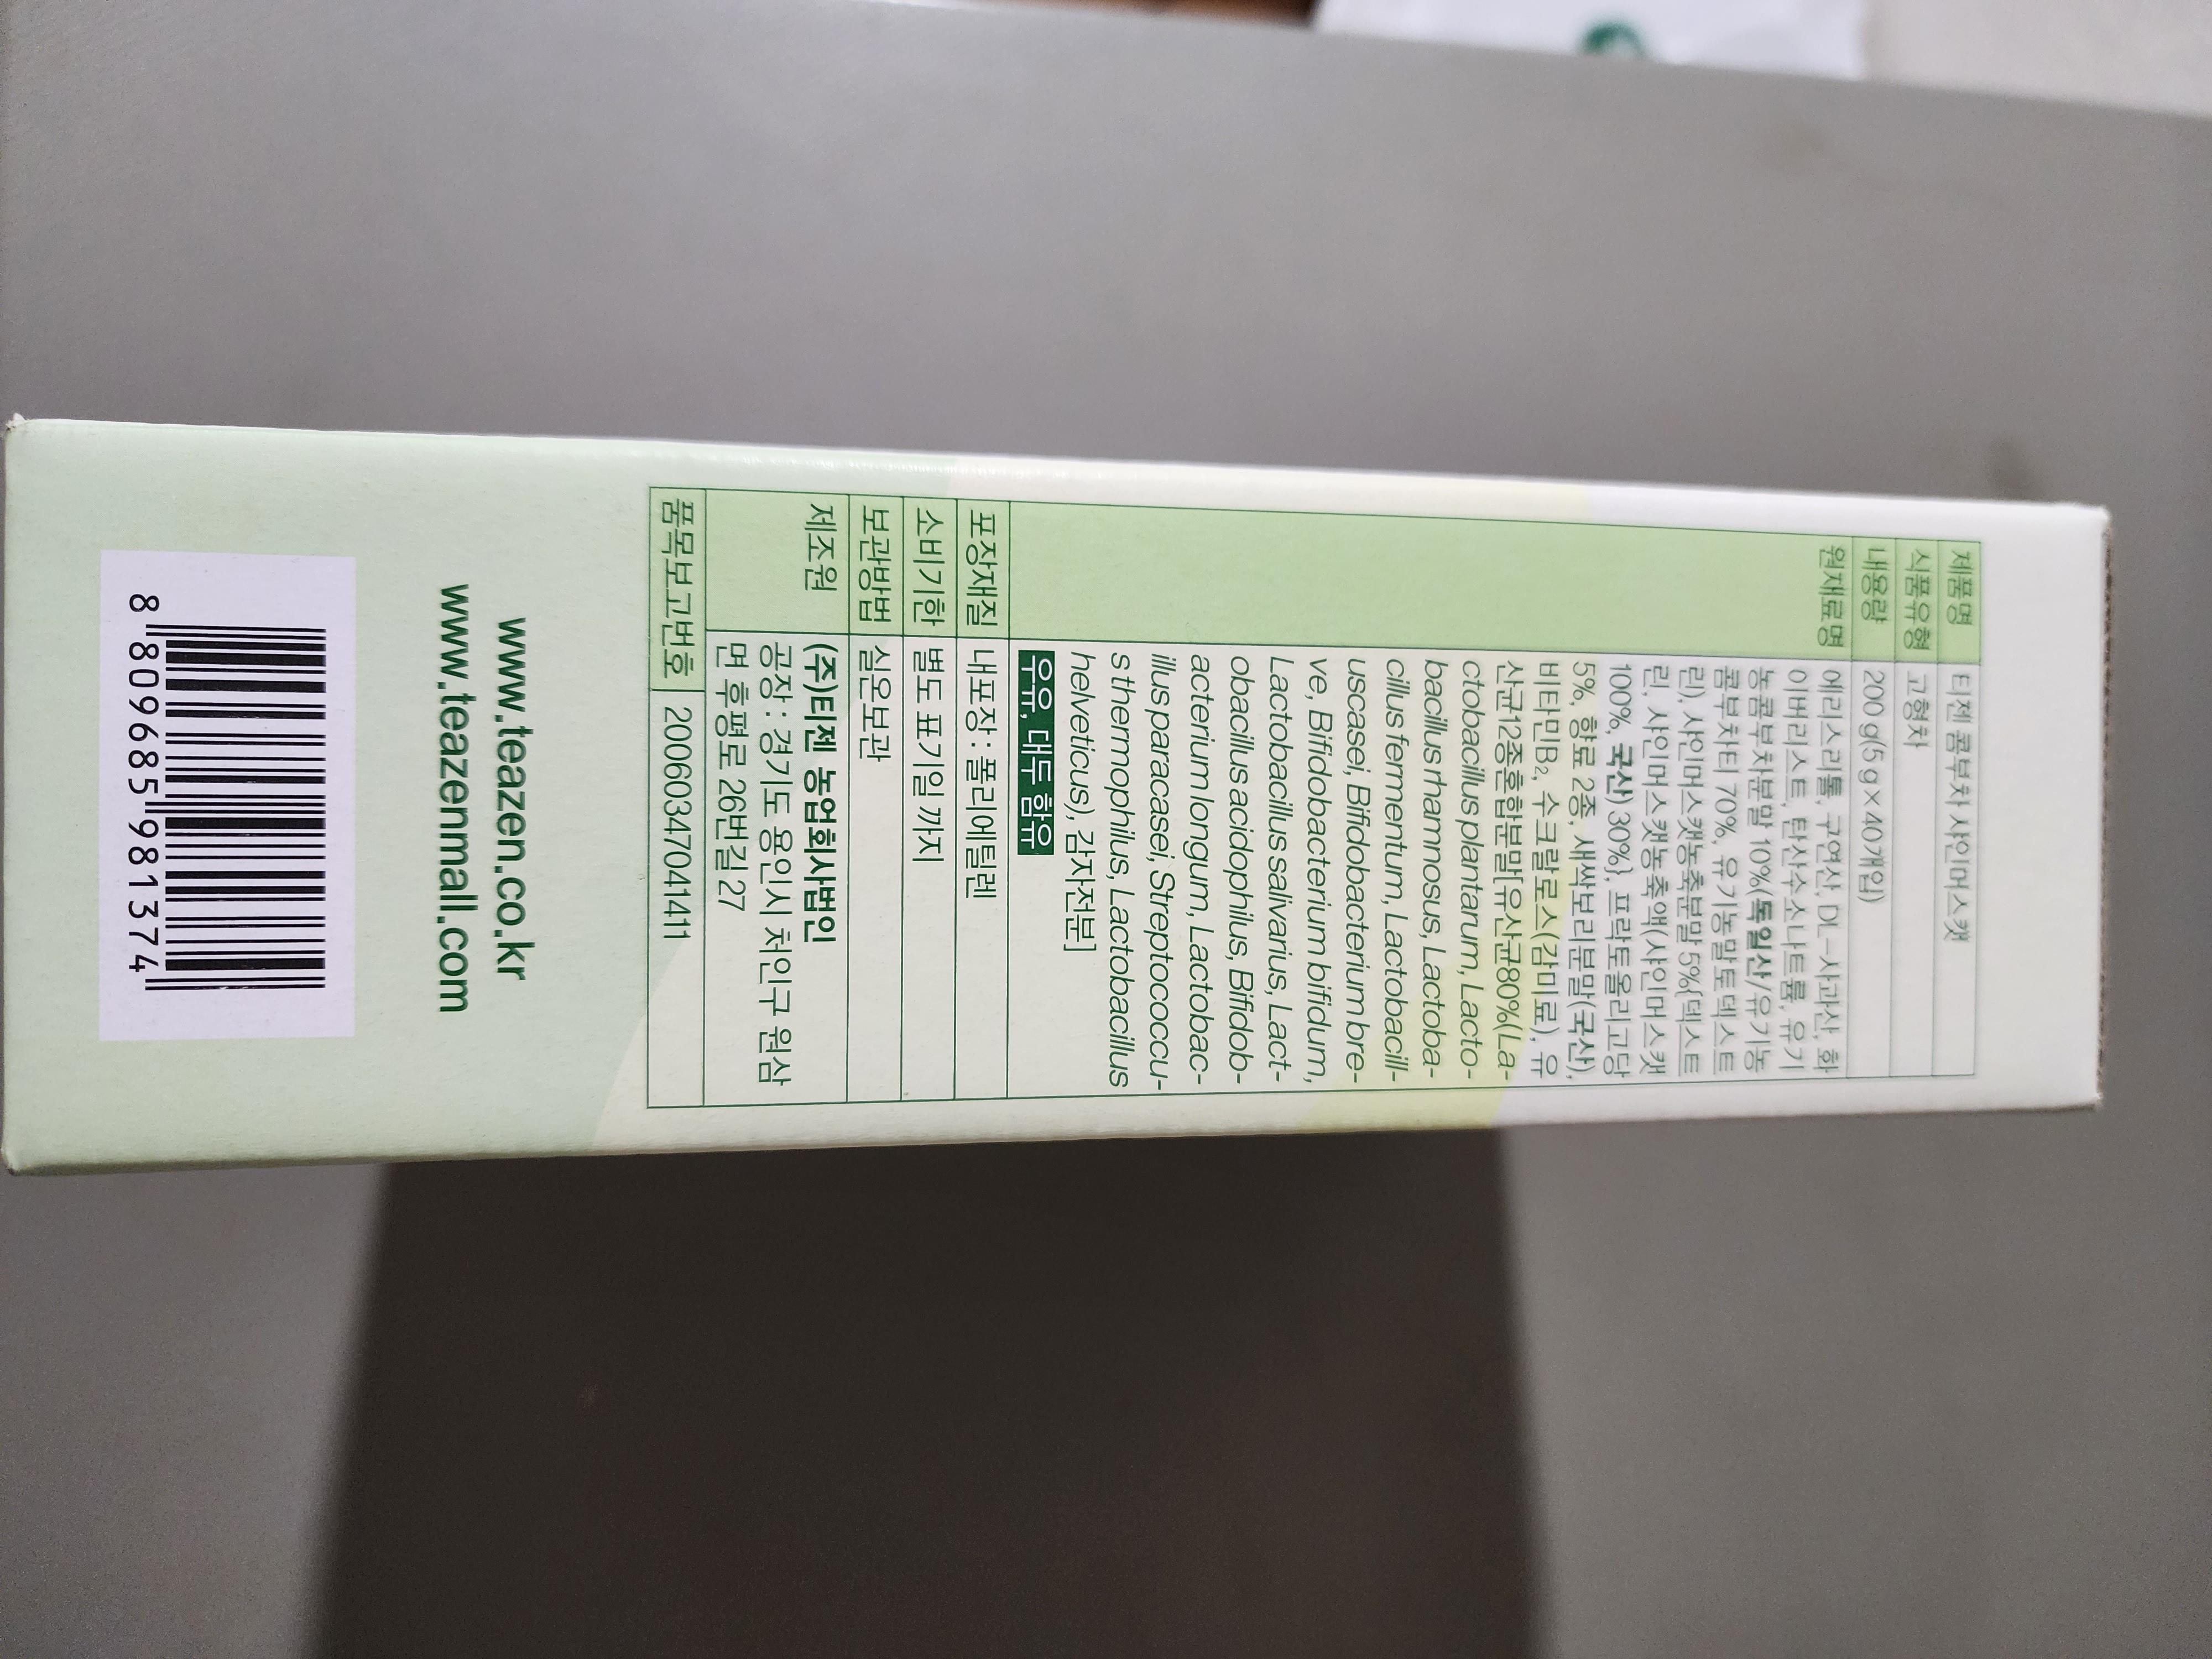 제품명 티젠 콤부차 샤인머스캣
식품유형 고형차
내용량 200 g(5 g×40개입)
원재료명 에리스리톨, 구연산, DL-사과산, 화
이버리스트, 탄산수소나트륨, 유기
농콤부차분말 10%(독일산/유기농
콤부차티 70%, 유기농말토덱스트
린), 샤인머스캣농축분말 5%{덱스트
린, 샤인머스캣농축액(샤인머스캣
100%, 국산) 30%}, 프락토올리고당
5%, 향료 2종, 새싹보리분말(국산),
비타민B₂, 수크랄로스(감미료), 유
산균12종혼합분말[유산균80%(La-
ctobacillus plantarum, Lacto-
bacillus rhamnosus, Lactoba-
cillus fermentum, Lactobacill-
us casei, Bifidobacterium bre-
ve, Bifidobacterium bifidum,
Lactobacillus salivarius, Lact-
obacillus acidophilus, Bifidob-
acterium longum, Lactobac-
illus paracasei, Streptococcu-
s thermophilus, Lactobacillus
helveticus), 감자전분]
우유, 대두 함유
포장재질 내포장 : 폴리에틸렌
소비기한 별도 표기일 까지
보관방법 실온보관
제조원 (주)티젠 농업회사법인
공장 : 경기도 용인시 처인구 원삼
면 후평로 26번길 27
품목보고번호 20060347041411
www.teazen.co.kr
www.teazenmall.com
8 809685 981374